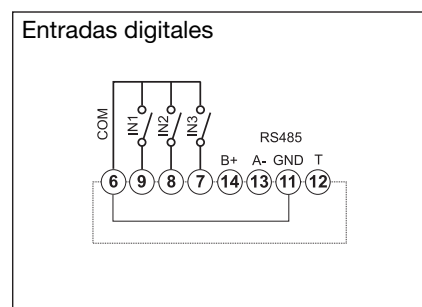 Entradas digitales
COM IN1 IN2 IN3
RS485
B+ A- GND T
6 9 8 7 14 13 11 12